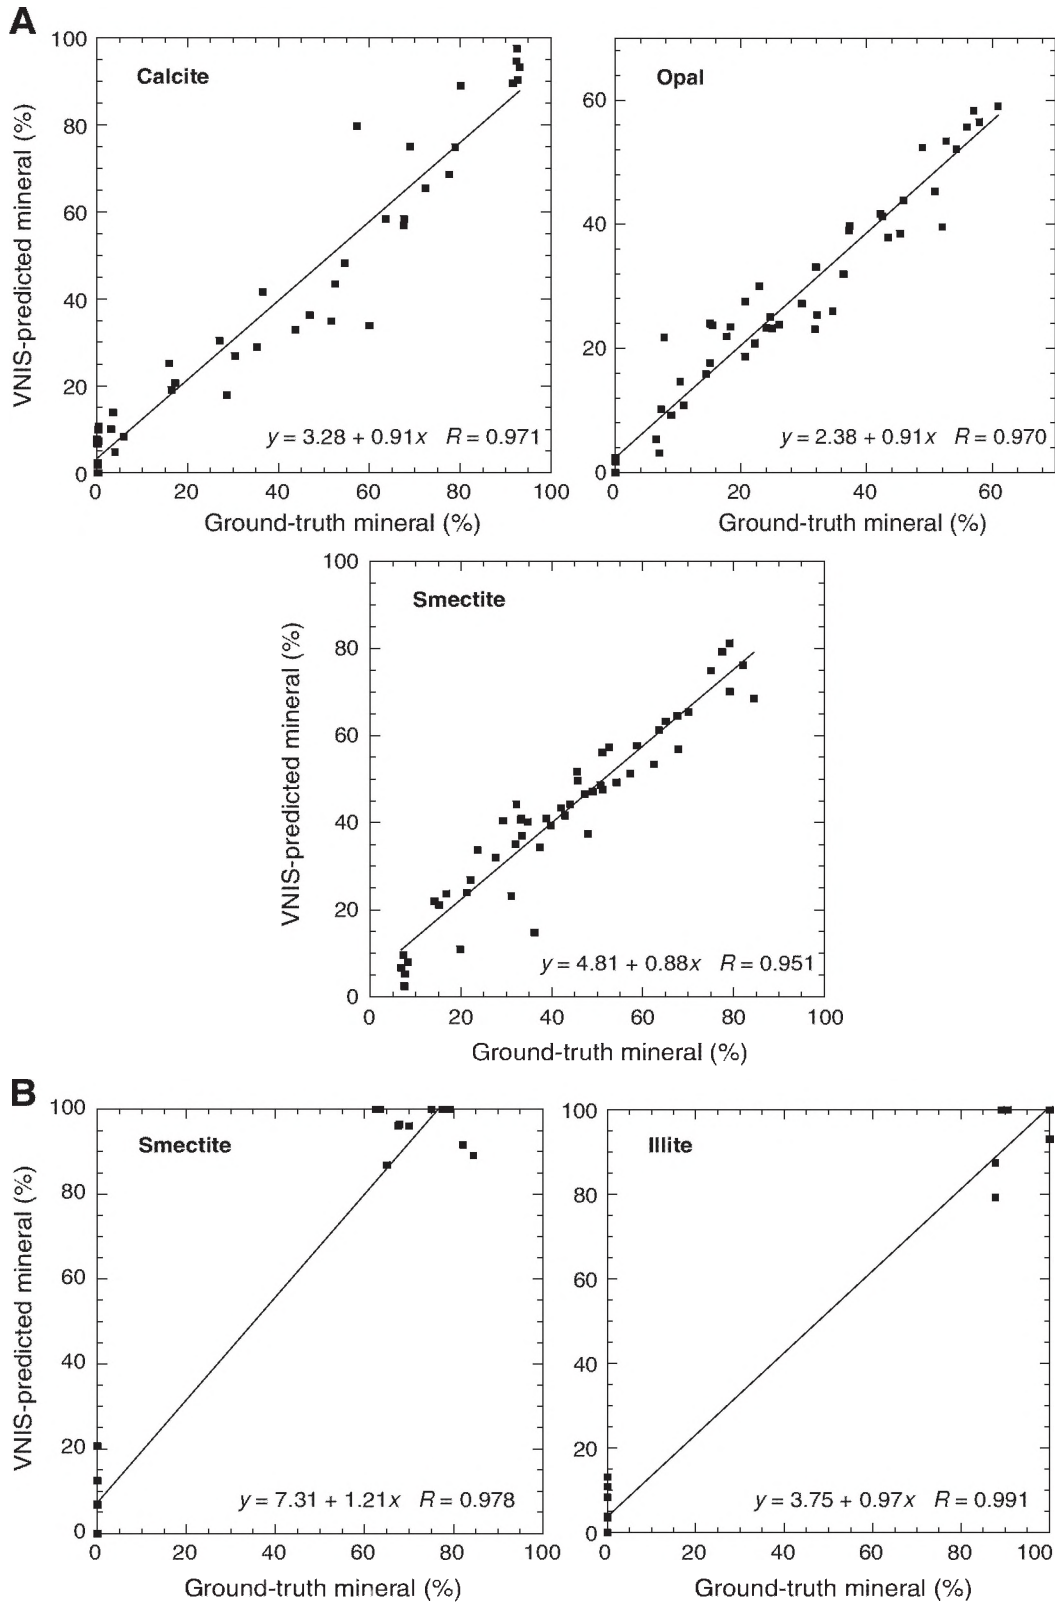 A
Calcite
VNIS-predicted mineral (%)
100
80
60
40
20
0
y = 3.28 + 0.91x R = 0.971
0 20 40 60 80 100
Ground-truth mineral (%)
Opal
60
40
20
0
y = 2.38 + 0.91x R = 0.970
0 20 40 60
Ground-truth mineral (%)
Smectite
VNIS-predicted mineral (%)
100
80
60
40
20
0
y = 4.81 + 0.88x R = 0.951
0 20 40 60 80 100
Ground-truth mineral (%)
B
Smectite
VNIS-predicted mineral (%)
100
80
60
40
20
0
y = 7.31 + 1.21x R = 0.978
0 20 40 60 80 100
Ground-truth mineral (%)
Illite
100
80
60
40
20
0
y = 3.75 + 0.97x R = 0.991
0 20 40 60 80 100
Ground-truth mineral (%)